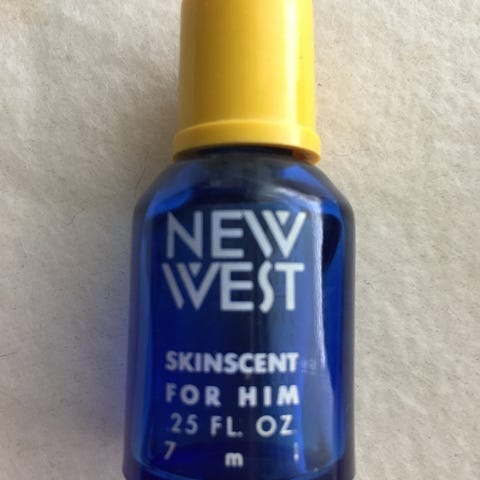 NEW
WEST
SKINSCENT
FOR HIM
.25 FL. OZ
7 m l